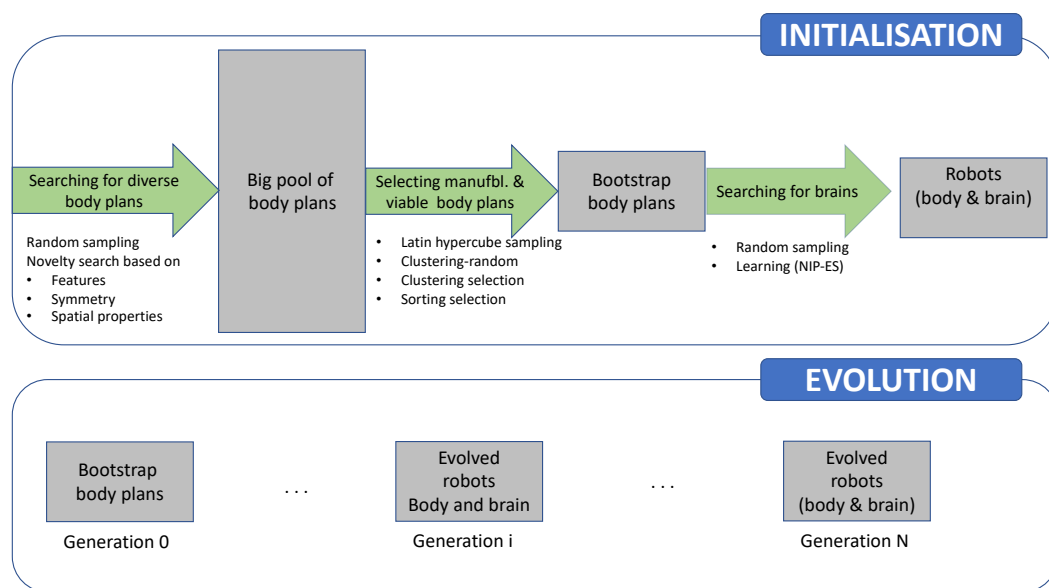 INITIALISATION
Searching for diverse
body plans
Big pool of
body plans
Selecting manufbl. &
viable body plans
Bootstrap
body plans
Searching for brains
Robots
(body & brain)
Random sampling
Novelty search based on
• Features
• Symmetry
• Spatial properties
• Latin hypercube sampling
• Clustering-random
• Clustering selection
• Sorting selection
• Random sampling
• Learning (NIP-ES)
EVOLUTION
Bootstrap
body plans
Generation 0
. . .
Evolved
robots
Body and brain
Generation i
. . .
Evolved
robots
(body & brain)
Generation N